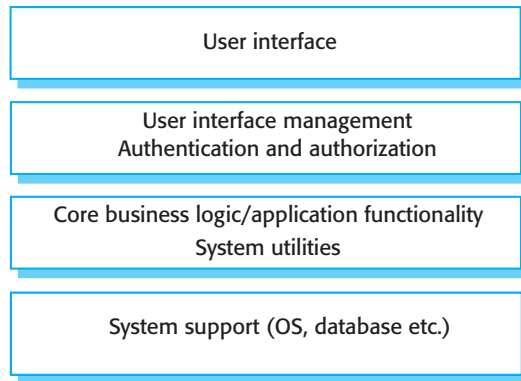 User interface
User interface management
Authentication and authorization
Core business logic/application functionality
System utilities
System support (OS, database etc.)